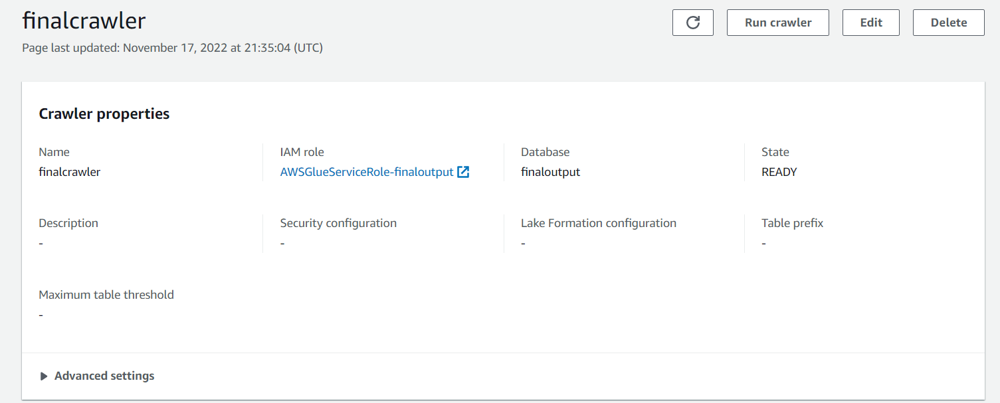 finalcrawler
Run crawler
Edit
Delete
Page last updated: November 17, 2022 at 21:35:04 (UTC)
Crawler properties
Name
IAM role
Database
State
finalcrawler
AWSGlueServiceRole-finaloutput
finaloutput
READY
Description
Security configuration
Lake Formation configuration
Table prefix
-
-
-
-
Maximum table threshold
-
Advanced settings